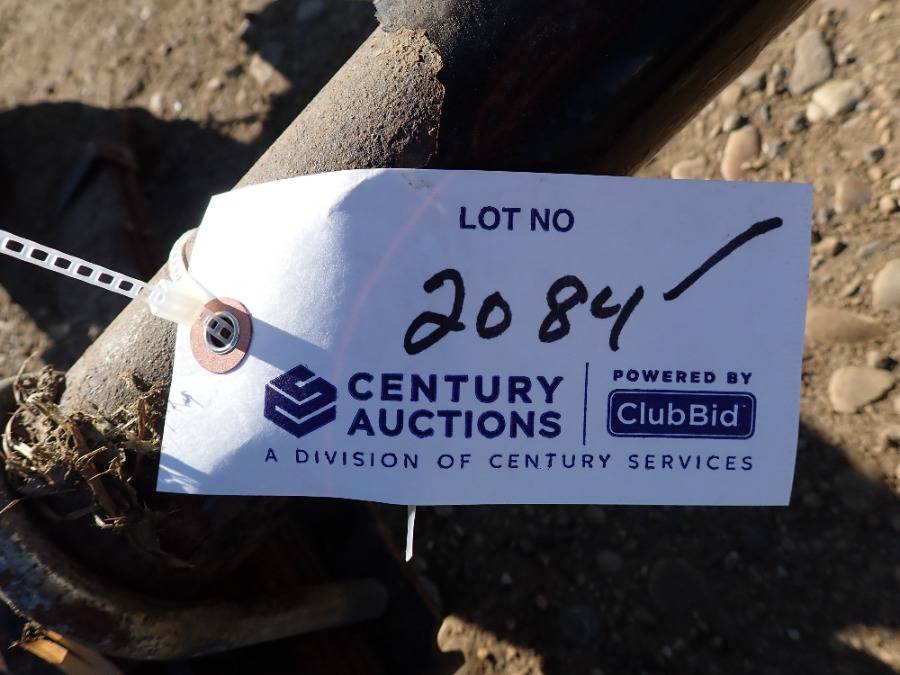 LOT NO
2084
CENTURY
AUCTIONS
POWERED BY
ClubBid
A DIVISION OF CENTURY SERVICES